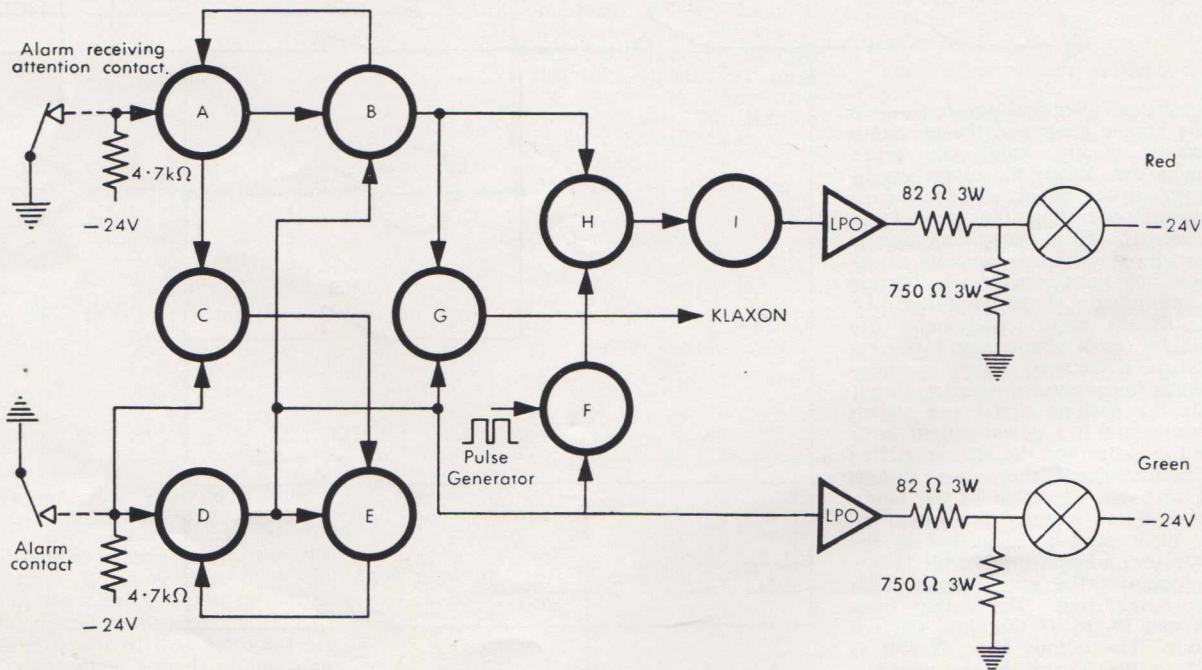 Alarm receiving
attention contact.
A
B
4·7kΩ
−24V
C
G
H
I
LPO
82 Ω 3W
Red
−24V
750 Ω 3W
KLAXON
F
Pulse
Generator
Alarm
contact
D
E
4·7kΩ
−24V
LPO
82 Ω 3W
Green
−24V
750 Ω 3W